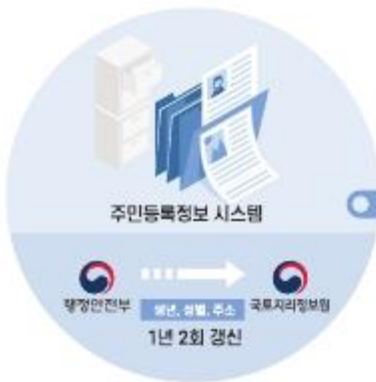 주민등록정보 시스템
행정안전부
생년, 성별, 주소
국토지리정보원
1년 2회 갱신